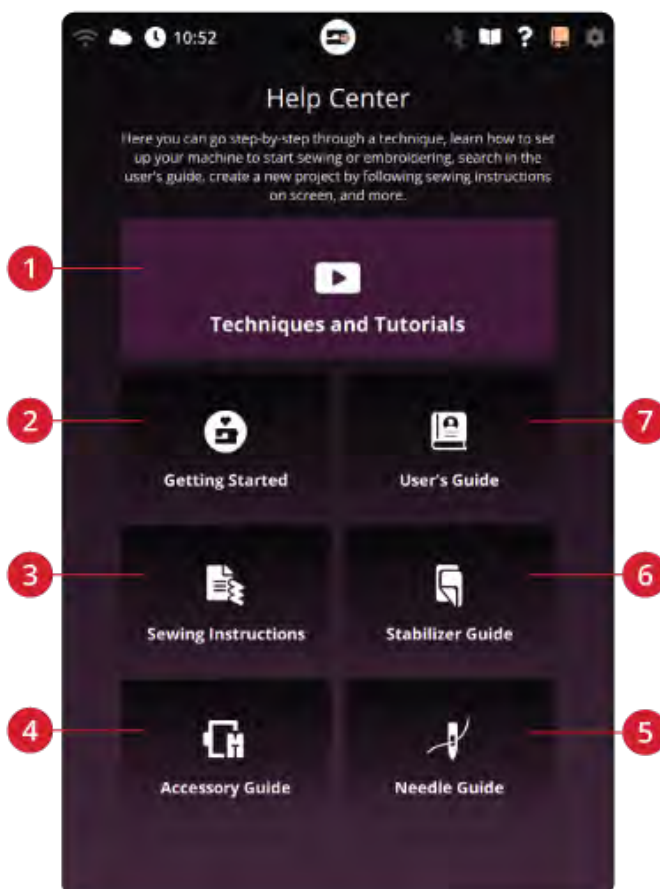 10:52
?
Help Center
Here you can go step-by-step through a technique, learn how to set
up your machine to start sewing or embroidering, search in the
user's guide, create a new project by following sewing instructions
on screen, and more.
1
Techniques and Tutorials
2
Getting Started
7
User's Guide
3
Sewing Instructions
6
Stabilizer Guide
4
Accessory Guide
5
Needle Guide